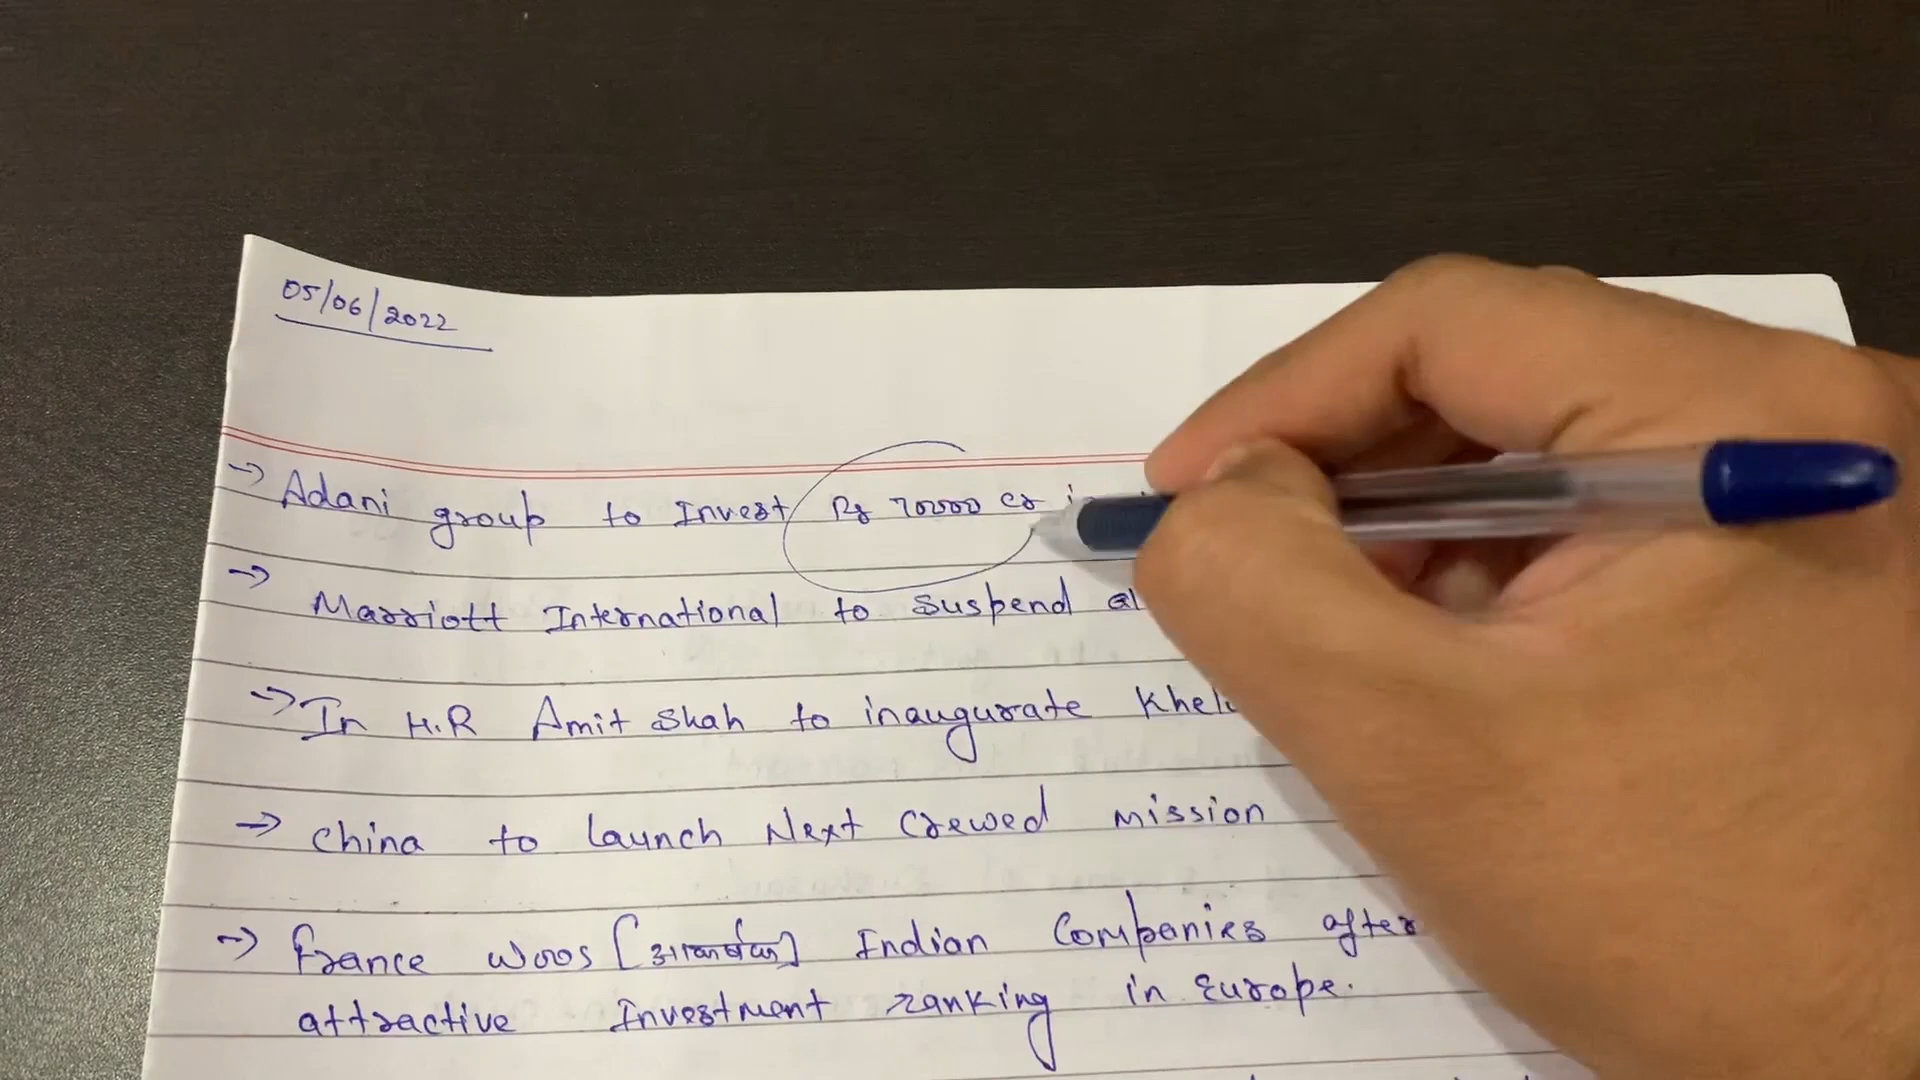 05/06/2022
→ Adani group to Invest Rs 70000 cr
→ Marriott International to suspend
→ In H.R Amit Shah to inaugurate
→ China to launch Next crewed mission
→ France woos [आकर्षक] Indian Companies after
attractive Investment ranking in Europe.